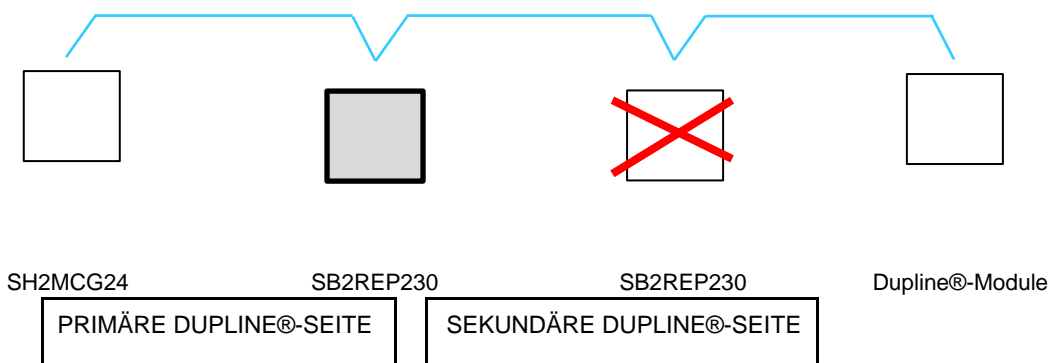 SH2MCG24 SB2REP230 SB2REP230 Dupline®-Module
PRIMÄRE DUPLINE®-SEITE SEKUNDÄRE DUPLINE®-SEITE